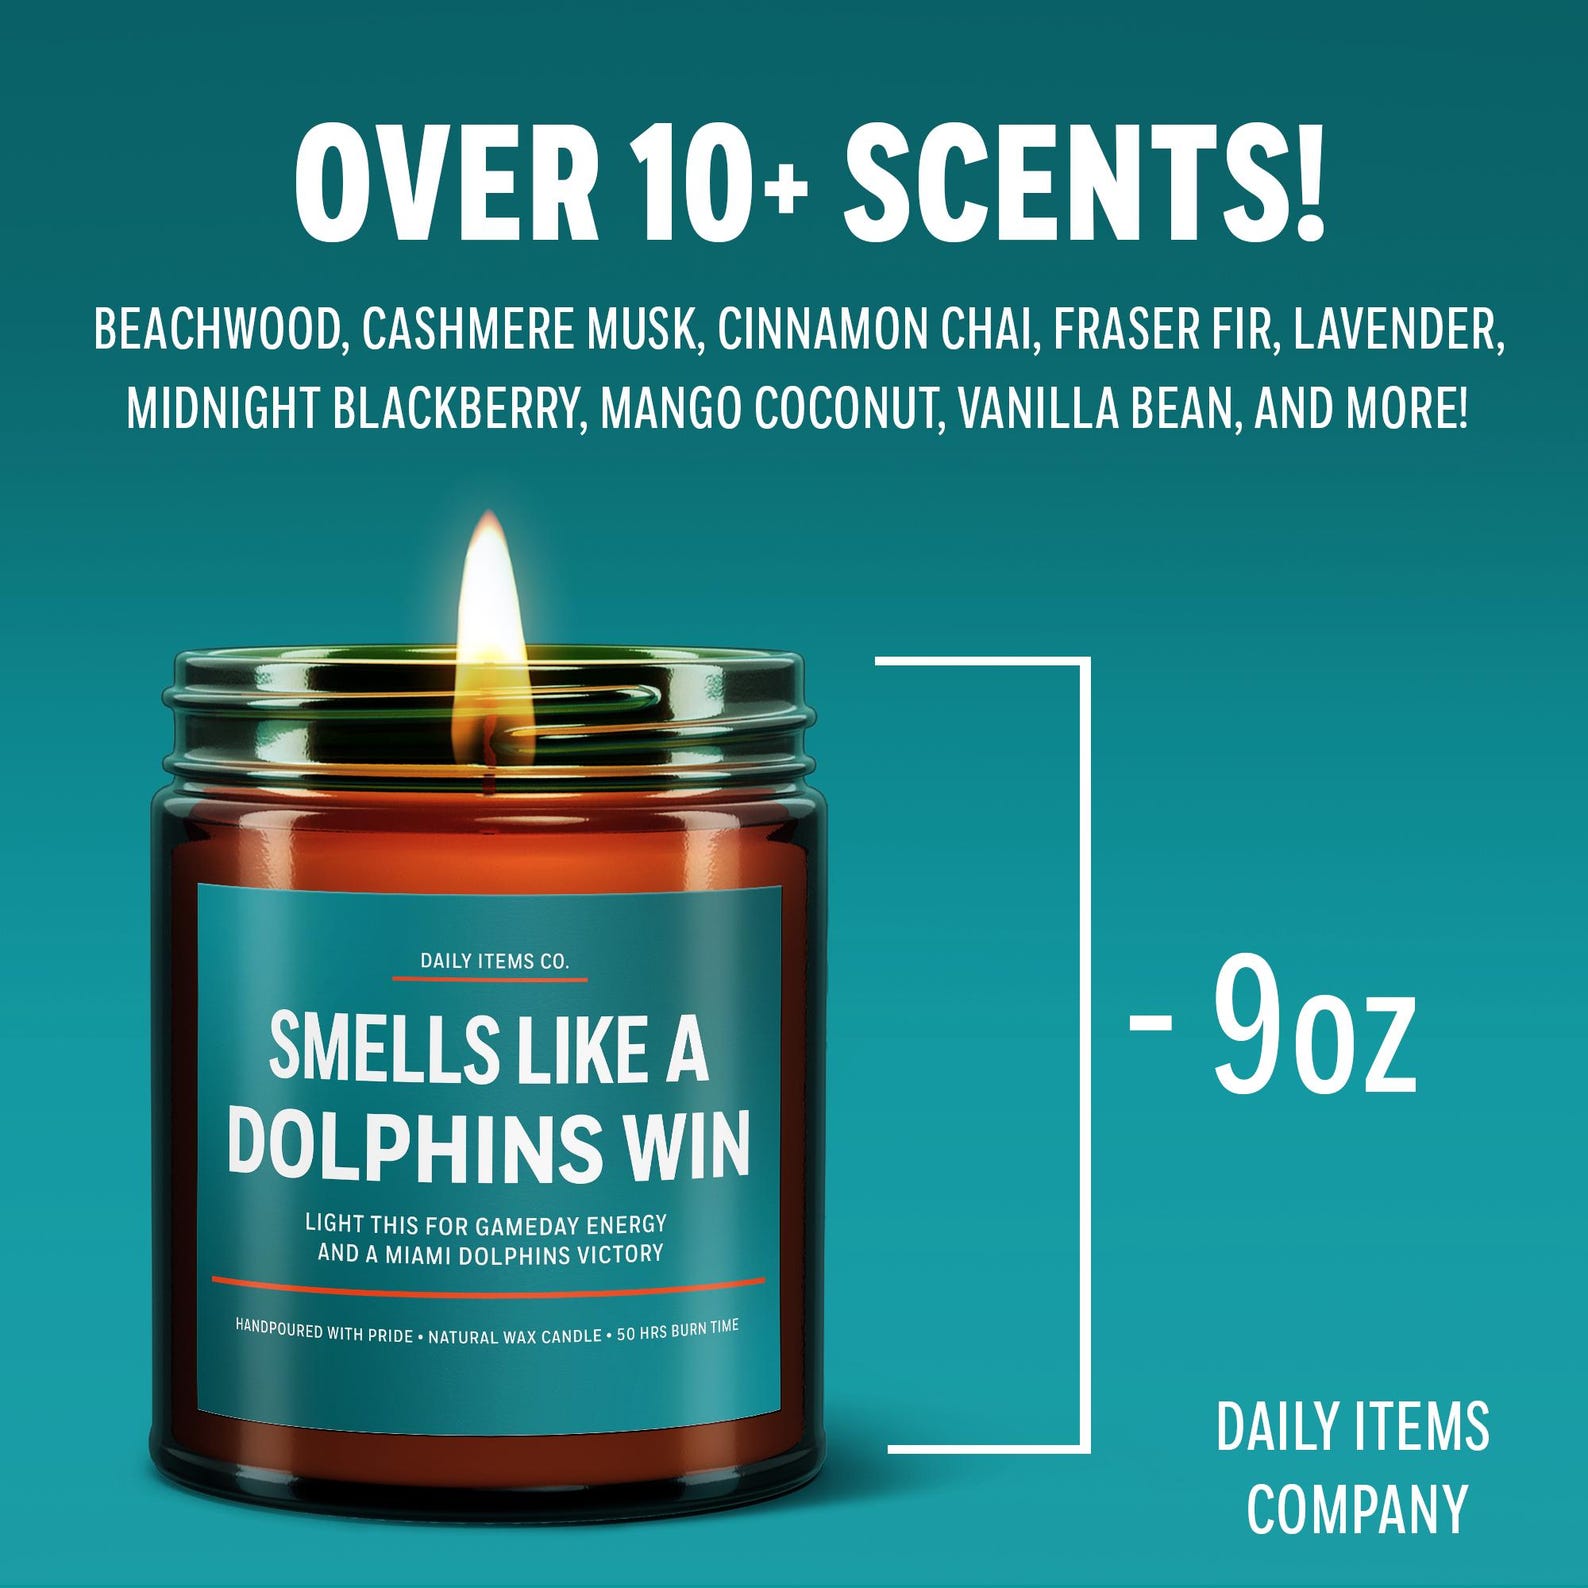 OVER 10+ SCENTS!
BEACHWOOD, CASHMERE MUSK, CINNAMON CHAI, FRASER FIR, LAVENDER,
MIDNIGHT BLACKBERRY, MANGO COCONUT, VANILLA BEAN, AND MORE!
DAILY ITEMS CO.
SMELLS LIKE A
DOLPHINS WIN
LIGHT THIS FOR GAMEDAY ENERGY
AND A MIAMI DOLPHINS VICTORY
HANDPOURED WITH PRIDE • NATURAL WAX CANDLE • 50 HRS BURN TIME
- 9oz
DAILY ITEMS
COMPANY